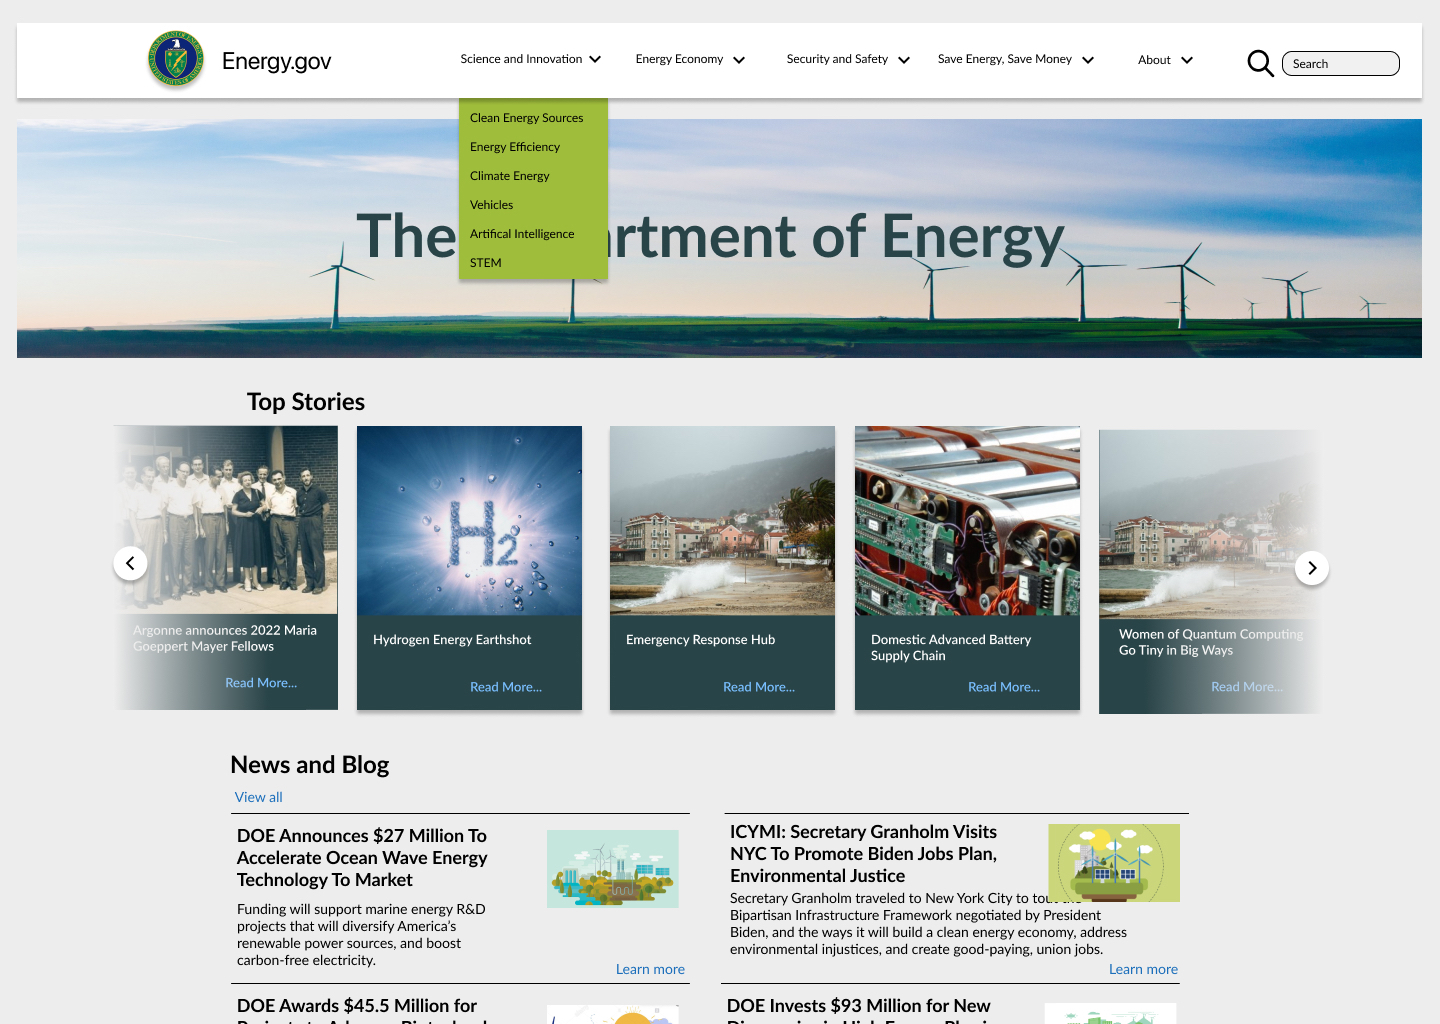 Energy.gov
Science and Innovation
Energy Economy
Security and Safety
Save Energy, Save Money
About
Search
Clean Energy Sources
Energy Efficiency
Climate Energy
Vehicles
Artifical Intelligence
STEM
The rtment of Energy
Top Stories
Argonne announces 2022 Maria
Goeppert Mayer Fellows
Read More...
H2
Hydrogen Energy Earthshot
Read More...
Emergency Response Hub
Read More...
Domestic Advanced Battery
Supply Chain
Read More...
Women of Quantum Computing
Go Tiny in Big Ways
Read More...
News and Blog
View all
DOE Announces $27 Million To
Accelerate Ocean Wave Energy
Technology To Market
Funding will support marine energy R&D
projects that will diversify America's
renewable power sources, and boost
carbon-free electricity.
Learn more
ICYMI: Secretary Granholm Visits
NYC To Promote Biden Jobs Plan,
Environmental Justice
Secretary Granholm traveled to New York City to tout the
Bipartisan Infrastructure Framework negotiated by President
Biden, and the ways it will build a clean energy economy, address
environmental injustices, and create good-paying, union jobs.
Learn more
DOE Awards $45.5 Million for
DOE Invests $93 Million for New